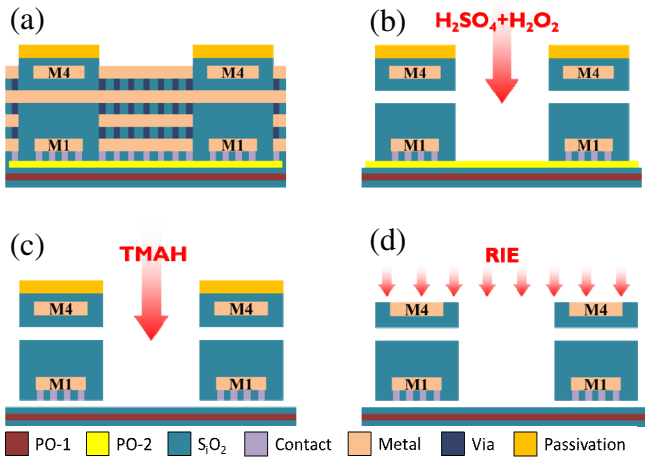 (a)
M4
M4
M1
M1
(b)
H₂SO₄+H₂O₂
M4
M4
M1
M1
(c)
TMAH
M4
M4
M1
M1
(d)
RIE
M4
M4
M1
M1
PO-1 PO-2 SᵢO₂ Contact Metal Via Passivation